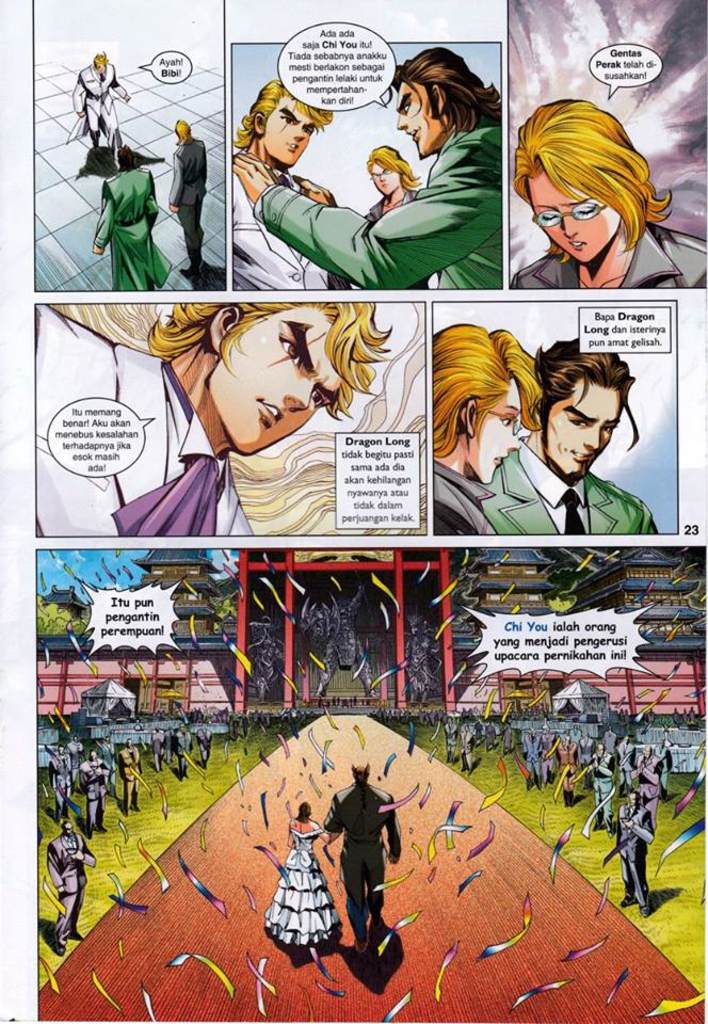 Ayah!
Bibi!
Ada ada
saja Chi You itu!
Tiada sebabnya anakku
mesti berlakon sebagai
pengantin lelaki untuk
mempertahan-
kan diri!
Gentas
Perak telah di-
susahkan!
Itu memang
benar! Aku akan
menebus kesalahan
terhadapnya jika
esok masih
ada!
Dragon Long
tidak begitu pasti
sama ada dia
akan kehilangan
nyawanya atau
tidak dalam
perjuangan kelak.
Bapa Dragon
Long dan isterinya
pun amat gelisah.
23
Itu pun
pengantin
perempuan!
Chi You ialah orang
yang menjadi pengerusi
upacara pernikahan ini!